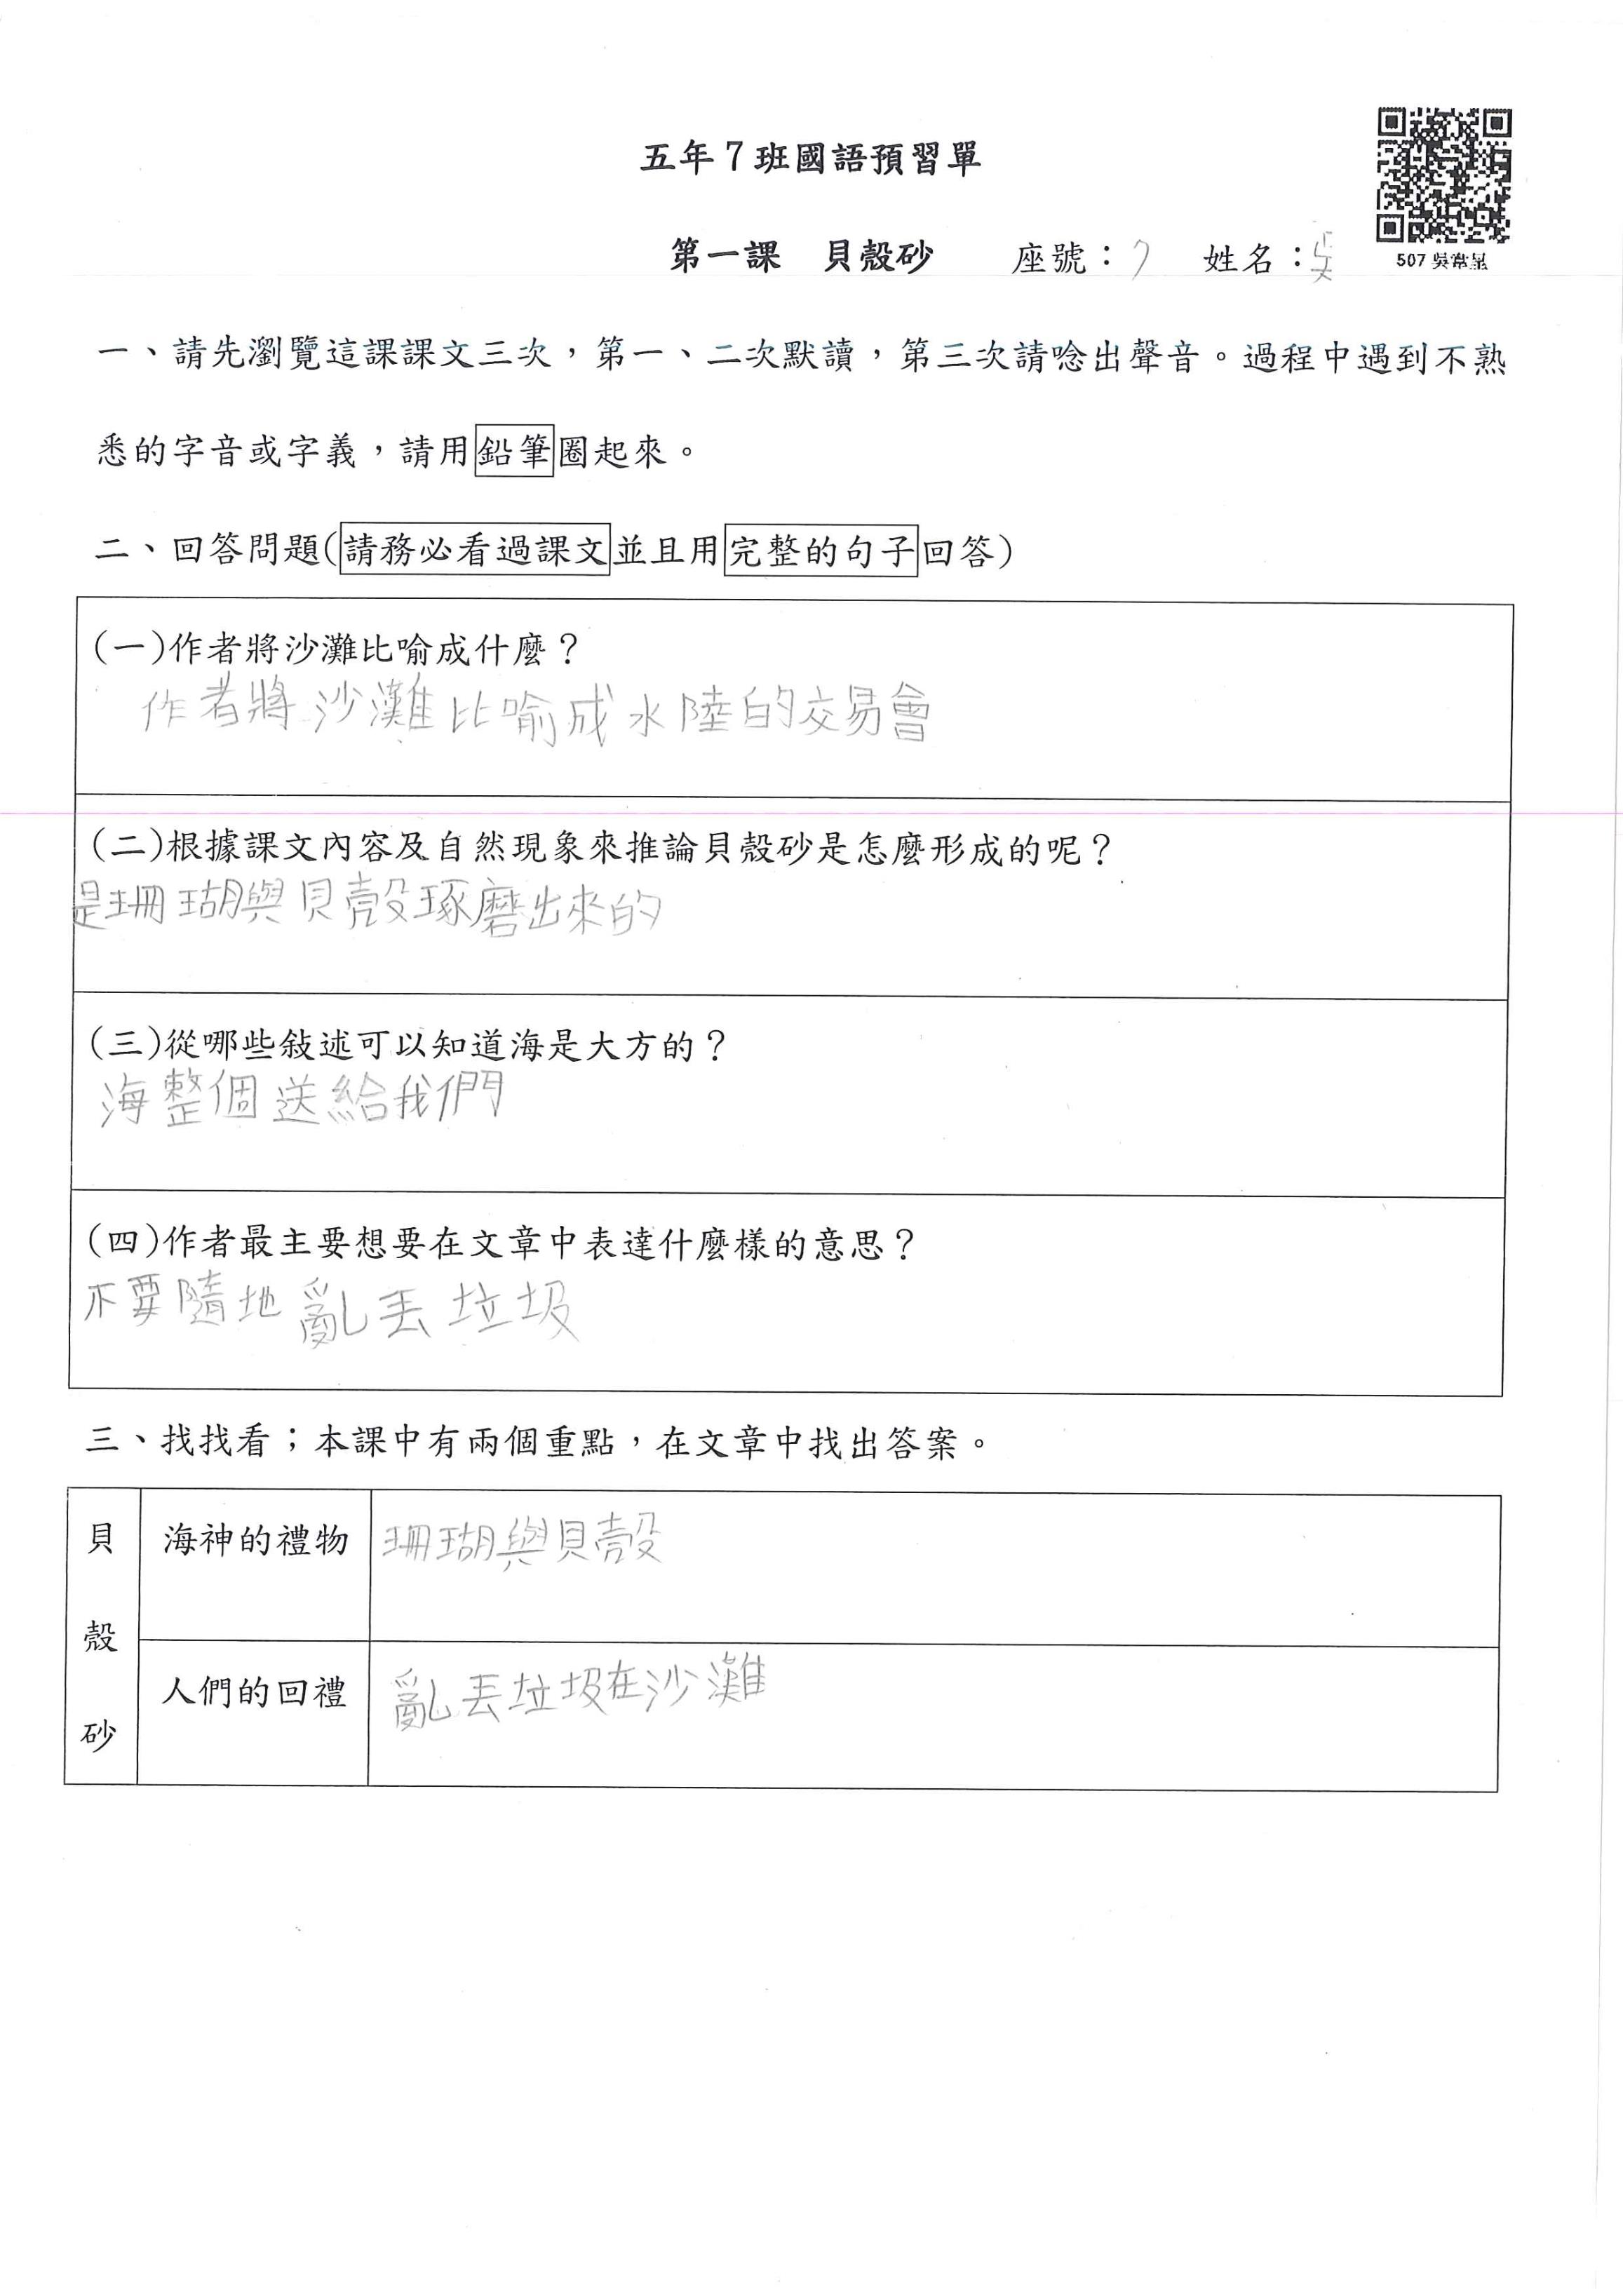 五年7班國語預習單
507 吳常昱
第一課 貝殼砂 座號：7 姓名：吳
一、請先瀏覽這課課文三次，第一、二次默讀，第三次請唸出聲音。過程中遇到不熟
悉的字音或字義，請用鉛筆圈起來。
二、回答問題(請務必看過課文並且用完整的句子回答)
(一)作者將沙灘比喻成什麼？
作者將沙灘比喻成水陸的交易會
(二)根據課文內容及自然現象來推論貝殼砂是怎麼形成的呢？
是珊瑚與貝殼琢磨出來的
(三)從哪些敍述可以知道海是大方的？
海整個送給我們
(四)作者最主要想要在文章中表達什麼樣的意思？
不要隨地亂丟垃圾
三、找找看；本課中有兩個重點，在文章中找出答案。
貝殼砂
海神的禮物 珊瑚與貝殼
人們的回禮 亂丟垃圾在沙灘